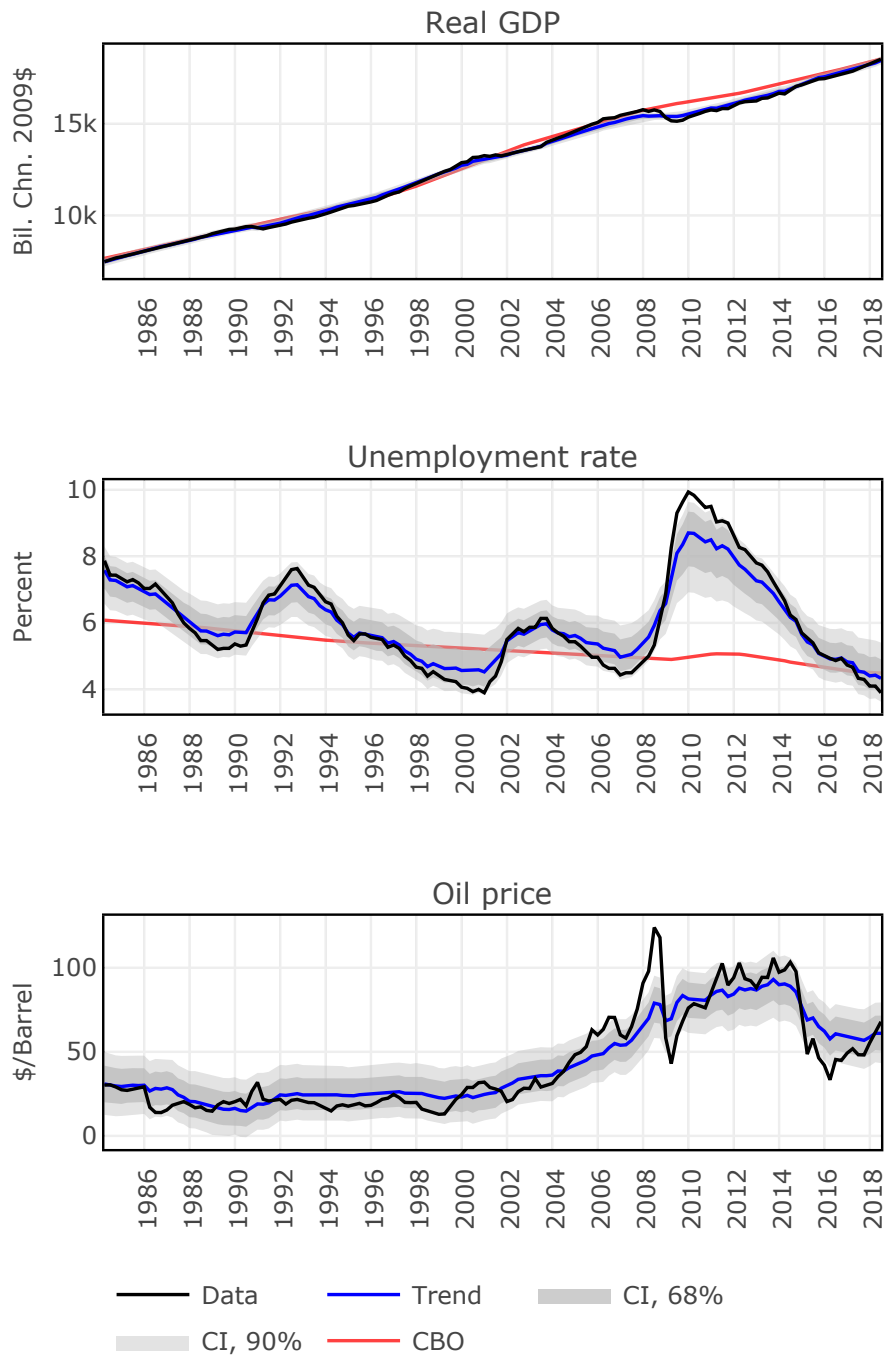 Real GDP
Bil. Chn. 2009$
15k
10k
1986 1988 1990 1992 1994 1996 1998 2000 2002 2004 2006 2008 2010 2012 2014 2016 2018
Unemployment rate
Percent
10
8
6
4
1986 1988 1990 1992 1994 1996 1998 2000 2002 2004 2006 2008 2010 2012 2014 2016 2018
Oil price
$/Barrel
100
50
0
1986 1988 1990 1992 1994 1996 1998 2000 2002 2004 2006 2008 2010 2012 2014 2016 2018
Data Trend CI, 68%
CI, 90% CBO